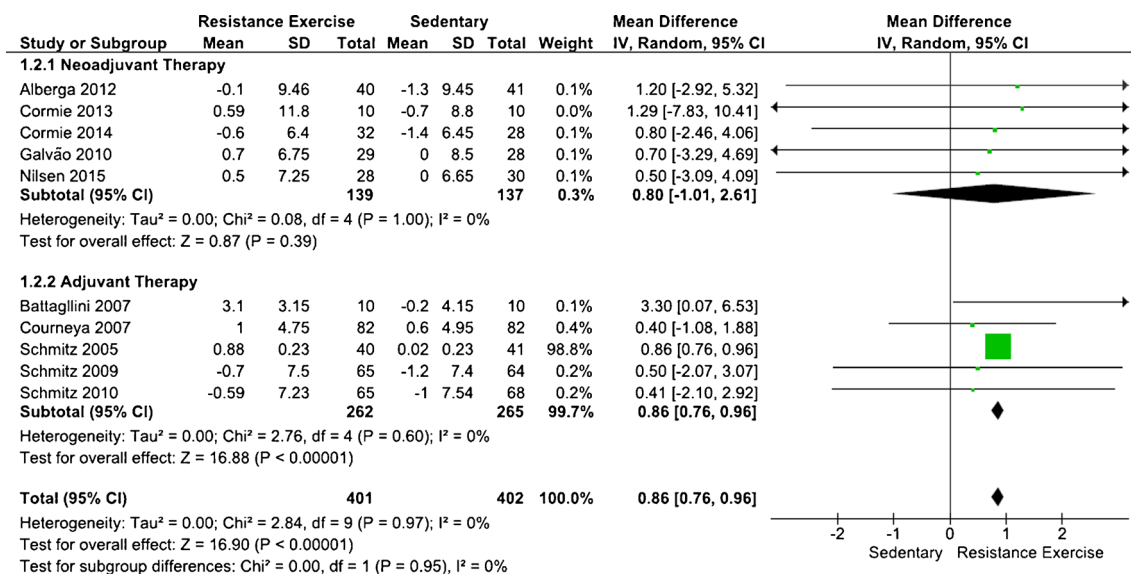 Resistance Exercise Sedentary Mean Difference Mean Difference
Study or Subgroup Mean SD Total Mean SD Total Weight IV, Random, 95% CI IV, Random, 95% CI
1.2.1 Neoadjuvant Therapy
Alberga 2012 -0.1 9.46 40 -1.3 9.45 41 0.1% 1.20 [-2.92, 5.32]
Cormie 2013 0.59 11.8 10 -0.7 8.8 10 0.0% 1.29 [-7.83, 10.41]
Cormie 2014 -0.6 6.4 32 -1.4 6.45 28 0.1% 0.80 [-2.46, 4.06]
Galvão 2010 0.7 6.75 29 0 8.5 28 0.1% 0.70 [-3.29, 4.69]
Nilsen 2015 0.5 7.25 28 0 6.65 30 0.1% 0.50 [-3.09, 4.09]
Subtotal (95% CI) 139 137 0.3% 0.80 [-1.01, 2.61]
Heterogeneity: Tau² = 0.00; Chi² = 0.08, df = 4 (P = 1.00); I² = 0%
Test for overall effect: Z = 0.87 (P = 0.39)
1.2.2 Adjuvant Therapy
Battagllini 2007 3.1 3.15 10 -0.2 4.15 10 0.1% 3.30 [0.07, 6.53]
Courneya 2007 1 4.75 82 0.6 4.95 82 0.4% 0.40 [-1.08, 1.88]
Schmitz 2005 0.88 0.23 40 0.02 0.23 41 98.8% 0.86 [0.76, 0.96]
Schmitz 2009 -0.7 7.5 65 -1.2 7.4 64 0.2% 0.50 [-2.07, 3.07]
Schmitz 2010 -0.59 7.23 65 -1 7.54 68 0.2% 0.41 [-2.10, 2.92]
Subtotal (95% CI) 262 265 99.7% 0.86 [0.76, 0.96]
Heterogeneity: Tau² = 0.00; Chi² = 2.76, df = 4 (P = 0.60); I² = 0%
Test for overall effect: Z = 16.88 (P < 0.00001)
Total (95% CI) 401 402 100.0% 0.86 [0.76, 0.96]
Heterogeneity: Tau² = 0.00; Chi² = 2.84, df = 9 (P = 0.97); I² = 0%
Test for overall effect: Z = 16.90 (P < 0.00001)
Test for subgroup differences: Chi² = 0.00, df = 1 (P = 0.95), I² = 0%
-2 -1 0 1 2
Sedentary Resistance Exercise